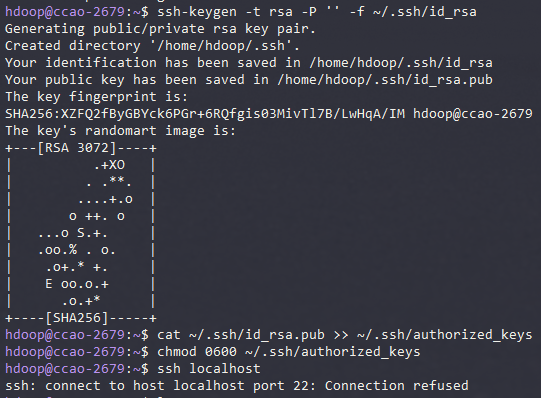 hdoop@ccao-2679:~$ ssh-keygen -t rsa -P '' -f ~/.ssh/id_rsa
Generating public/private rsa key pair.
Created directory '/home/hdoop/.ssh'.
Your identification has been saved in /home/hdoop/.ssh/id_rsa
Your public key has been saved in /home/hdoop/.ssh/id_rsa.pub
The key fingerprint is:
SHA256:XZFQ2fByGBYck6PGr+6RQfgis03MivTl7B/LwHqA/IM hdoop@ccao-2679
The key's randomart image is:
+---[RSA 3072]----+
|          .+XO   |
|         . .**.  |
|        ....+.o  |
|       o ++. o   |
|   ...o S.+.     |
|   .oo.% . o.    |
|    .o+.* +.     |
|    E oo.o.+     |
|      .o.+*      |
+----[SHA256]-----+
hdoop@ccao-2679:~$ cat ~/.ssh/id_rsa.pub >> ~/.ssh/authorized_keys
hdoop@ccao-2679:~$ chmod 0600 ~/.ssh/authorized_keys
hdoop@ccao-2679:~$ ssh localhost
ssh: connect to host localhost port 22: Connection refused